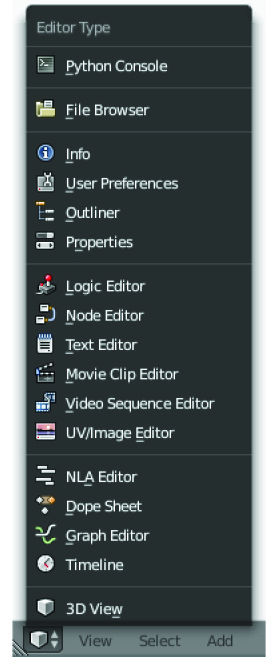 Editor Type
Python Console
File Browser
Info
User Preferences
Outliner
Properties
Logic Editor
Node Editor
Text Editor
Movie Clip Editor
Video Sequence Editor
UV/Image Editor
NLA Editor
Dope Sheet
Graph Editor
Timeline
3D View
View Select Add